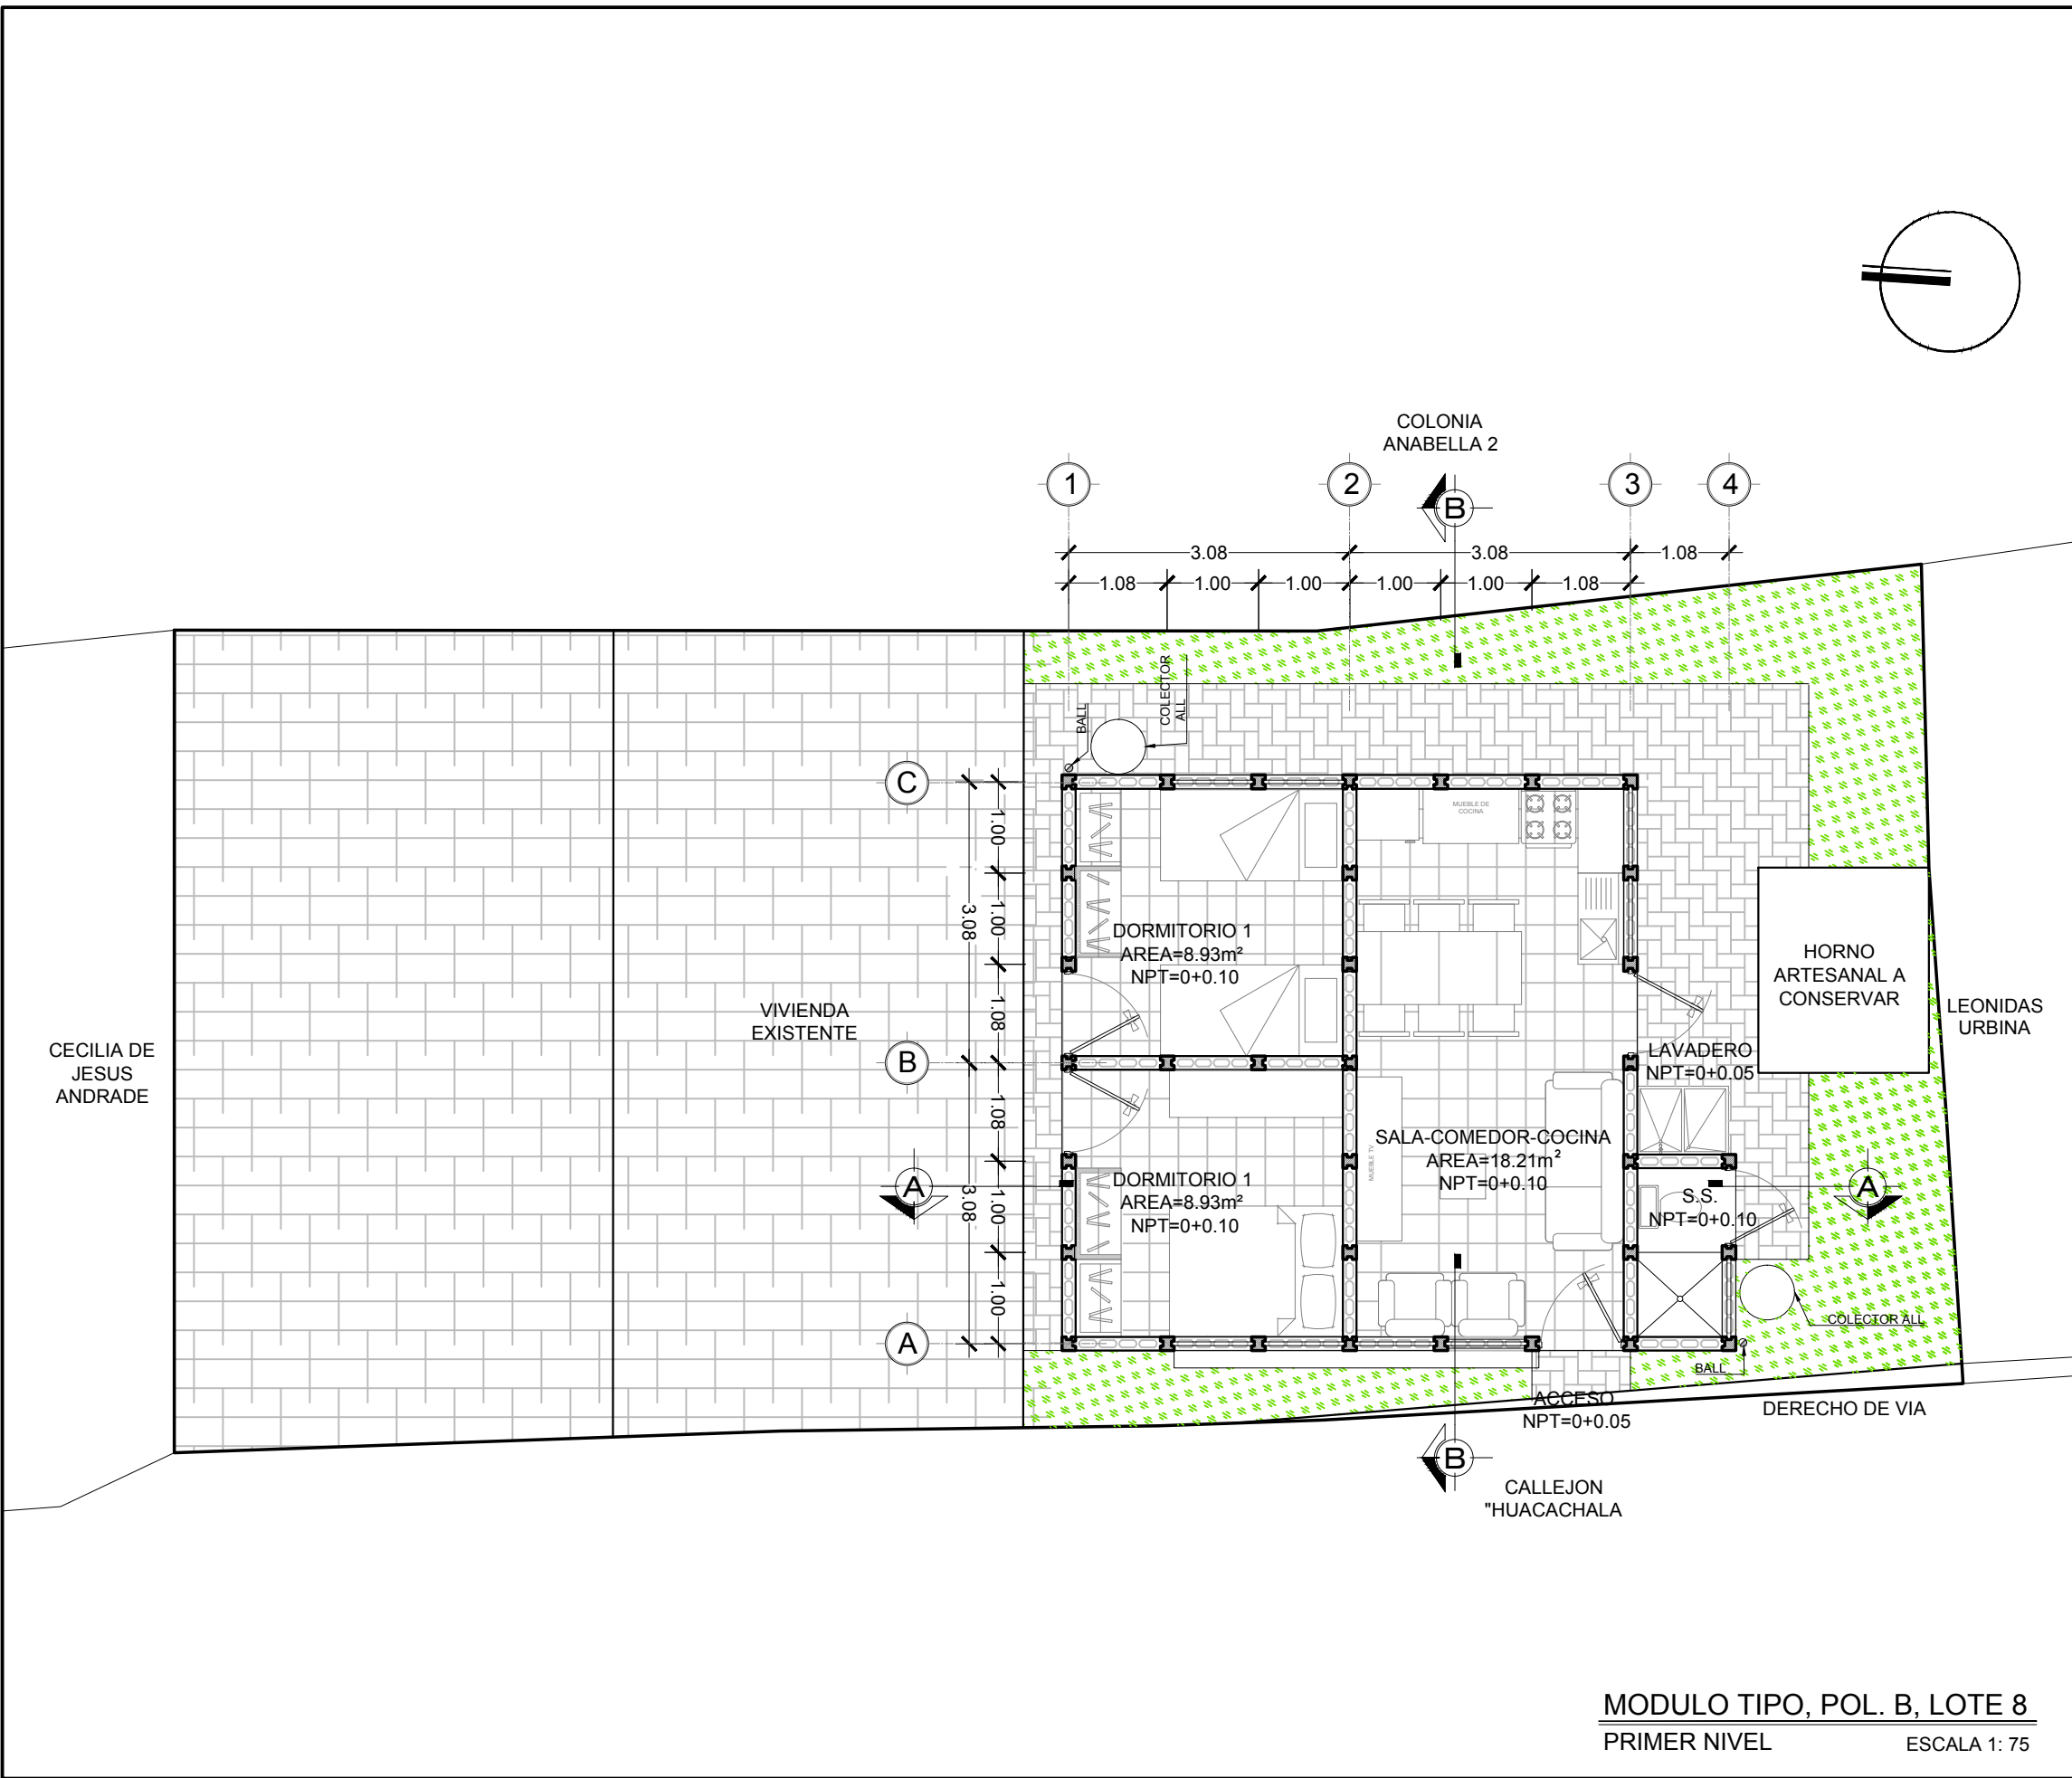 COLONIA
ANABELLA 2
1
2
3
4
B
3.08
3.08
1.08
1.08
1.00
1.00
1.00
1.00
1.08
BALL
COLECTOR
ALL
C
MUEBLE DE
COCINA
1.00
1.00
3.08
1.08
DORMITORIO 1
AREA=8.93m²
NPT=0+0.10
HORNO
ARTESANAL A
CONSERVAR
LEONIDAS
URBINA
VIVIENDA
EXISTENTE
CECILIA DE
JESUS
ANDRADE
B
LAVADERO
NPT=0+0.05
1.08
1.00
3.08
1.00
MUEBLE TV
SALA-COMEDOR-COCINA
AREA=18.21m²
NPT=0+0.10
A
DORMITORIO 1
AREA=8.93m²
NPT=0+0.10
S.S.
NPT=0+0.10
A
COLECTOR ALL
A
BALL
ACCESO
NPT=0+0.05
DERECHO DE VIA
B
CALLEJON
"HUACACHALA
MODULO TIPO, POL. B, LOTE 8
PRIMER NIVEL
ESCALA 1: 75